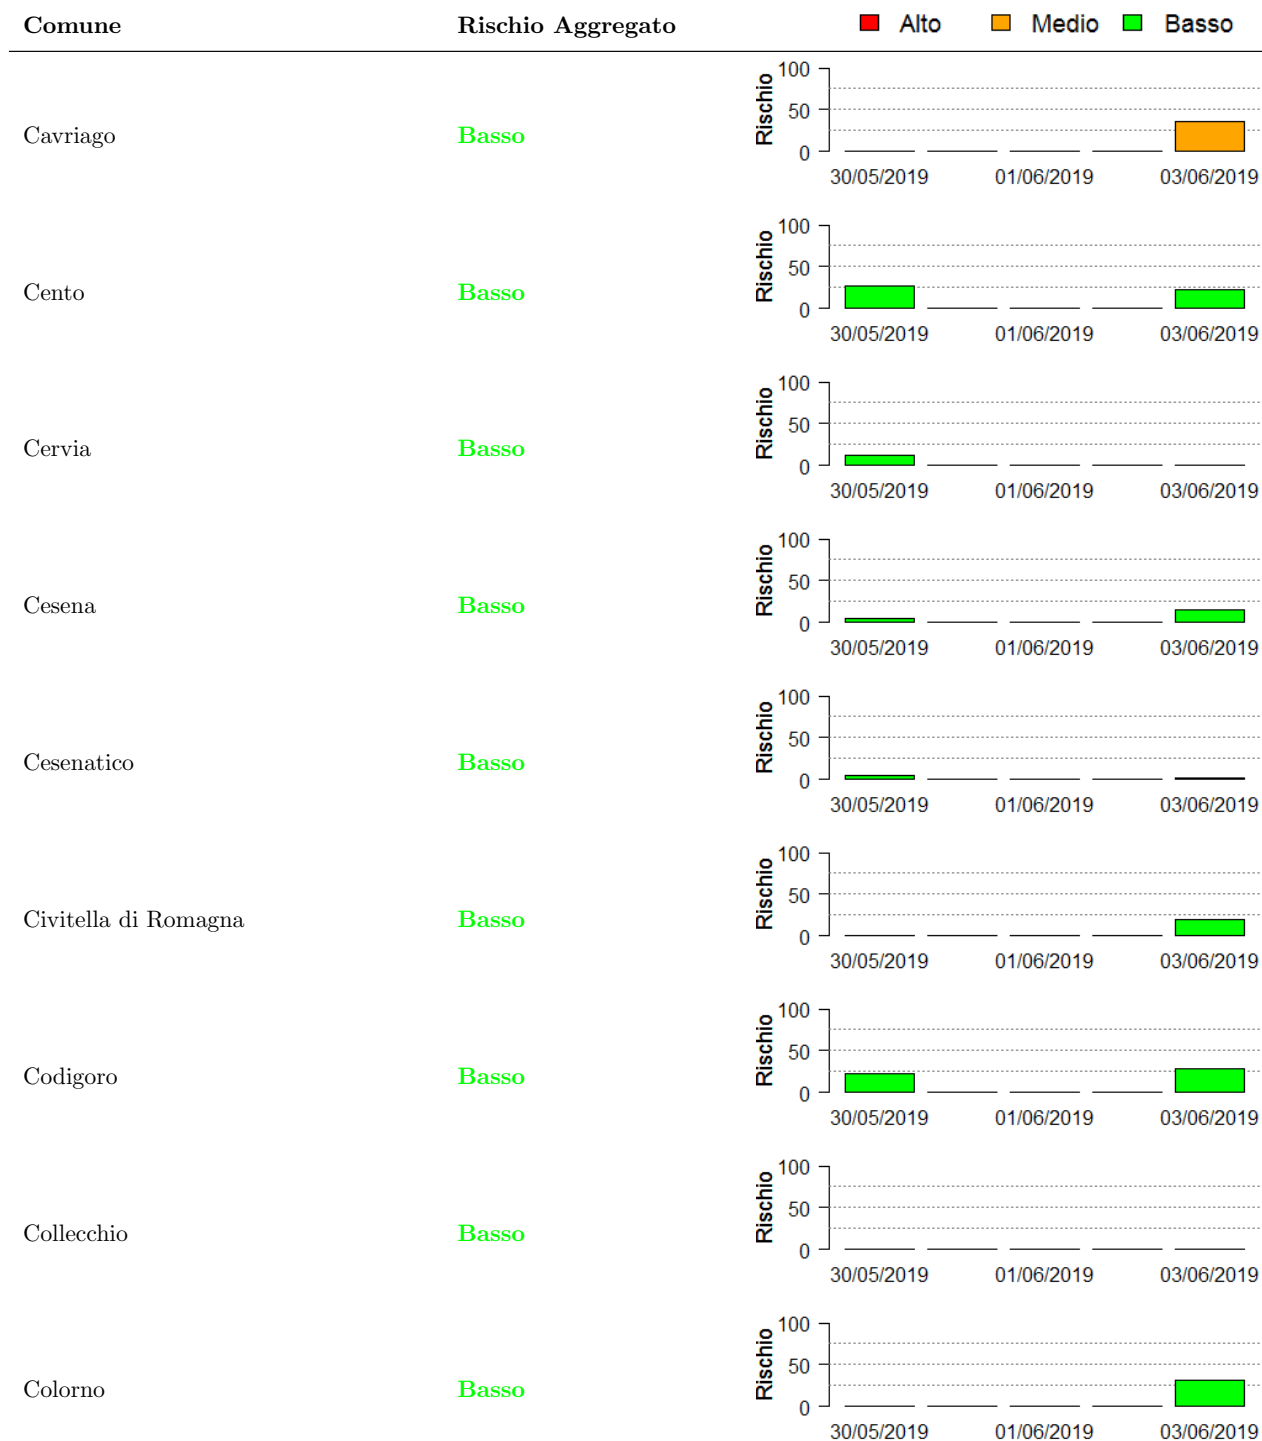 Comune Rischio Aggregato Alto Medio Basso
Cavriago Basso
Rischio
100
50
0
30/05/2019 01/06/2019 03/06/2019
Cento Basso
Rischio
100
50
0
30/05/2019 01/06/2019 03/06/2019
Cervia Basso
Rischio
100
50
0
30/05/2019 01/06/2019 03/06/2019
Cesena Basso
Rischio
100
50
0
30/05/2019 01/06/2019 03/06/2019
Cesenatico Basso
Rischio
100
50
0
30/05/2019 01/06/2019 03/06/2019
Civitella di Romagna Basso
Rischio
100
50
0
30/05/2019 01/06/2019 03/06/2019
Codigoro Basso
Rischio
100
50
0
30/05/2019 01/06/2019 03/06/2019
Collecchio Basso
Rischio
100
50
0
30/05/2019 01/06/2019 03/06/2019
Colorno Basso
Rischio
100
50
0
30/05/2019 01/06/2019 03/06/2019